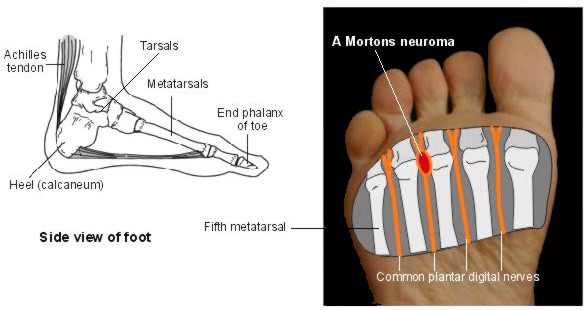 Achilles
tendon
Tarsals
Metatarsals
End phalanx
of toe
Heel (calcaneum)
Side view of foot
A Mortons neuroma
Fifth metatarsal
Common plantar digital nerves